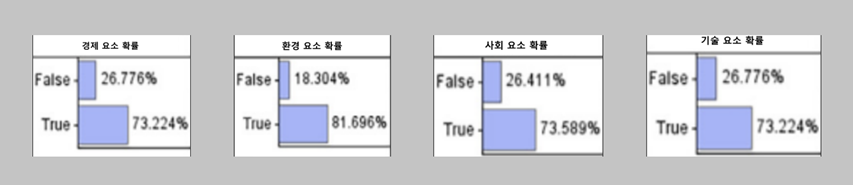 경제 요소 확률
False 26.776%
True 73.224%
환경 요소 확률
False 18.304%
True 81.696%
사회 요소 확률
False 26.411%
True 73.589%
기술 요소 확률
False 26.776%
True 73.224%